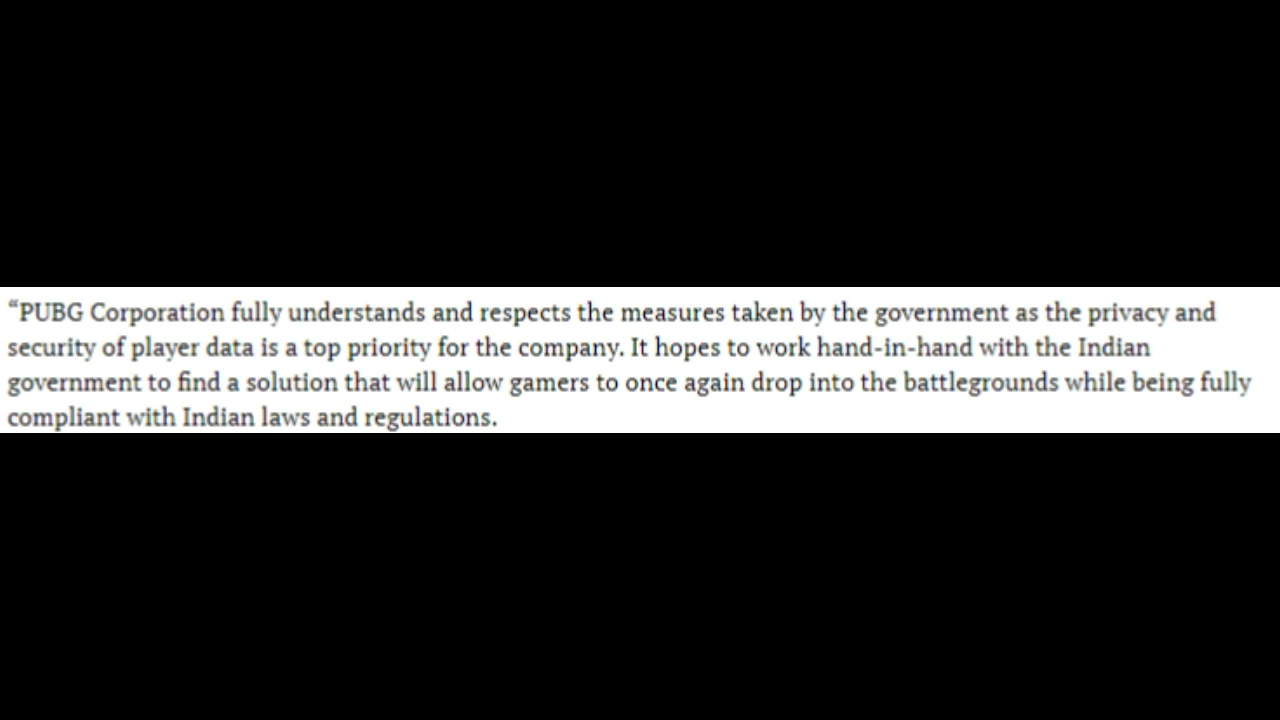 “PUBG Corporation fully understands and respects the measures taken by the government as the privacy and
security of player data is a top priority for the company. It hopes to work hand-in-hand with the Indian
government to find a solution that will allow gamers to once again drop into the battlegrounds while being fully
compliant with Indian laws and regulations.